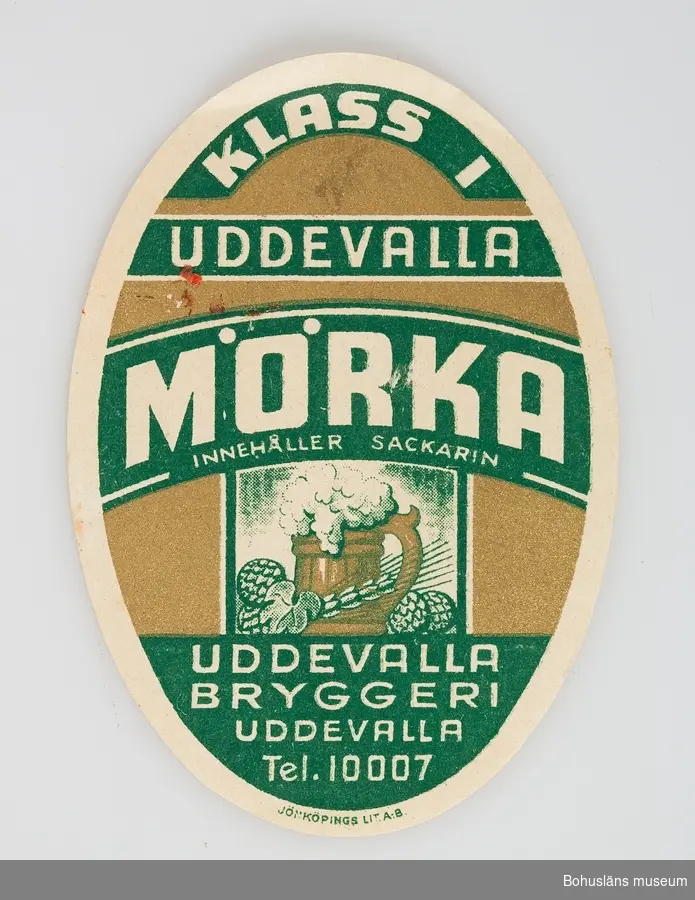 KLASS I
UDDEVALLA
MÖRKA
INNEHÅLLER SACKARIN
UDDEVALLA
BRYGGERI
UDDEVALLA
Tel. 10007
JÖNKÖPINGS LIT. A.-B.
Bohusläns museum